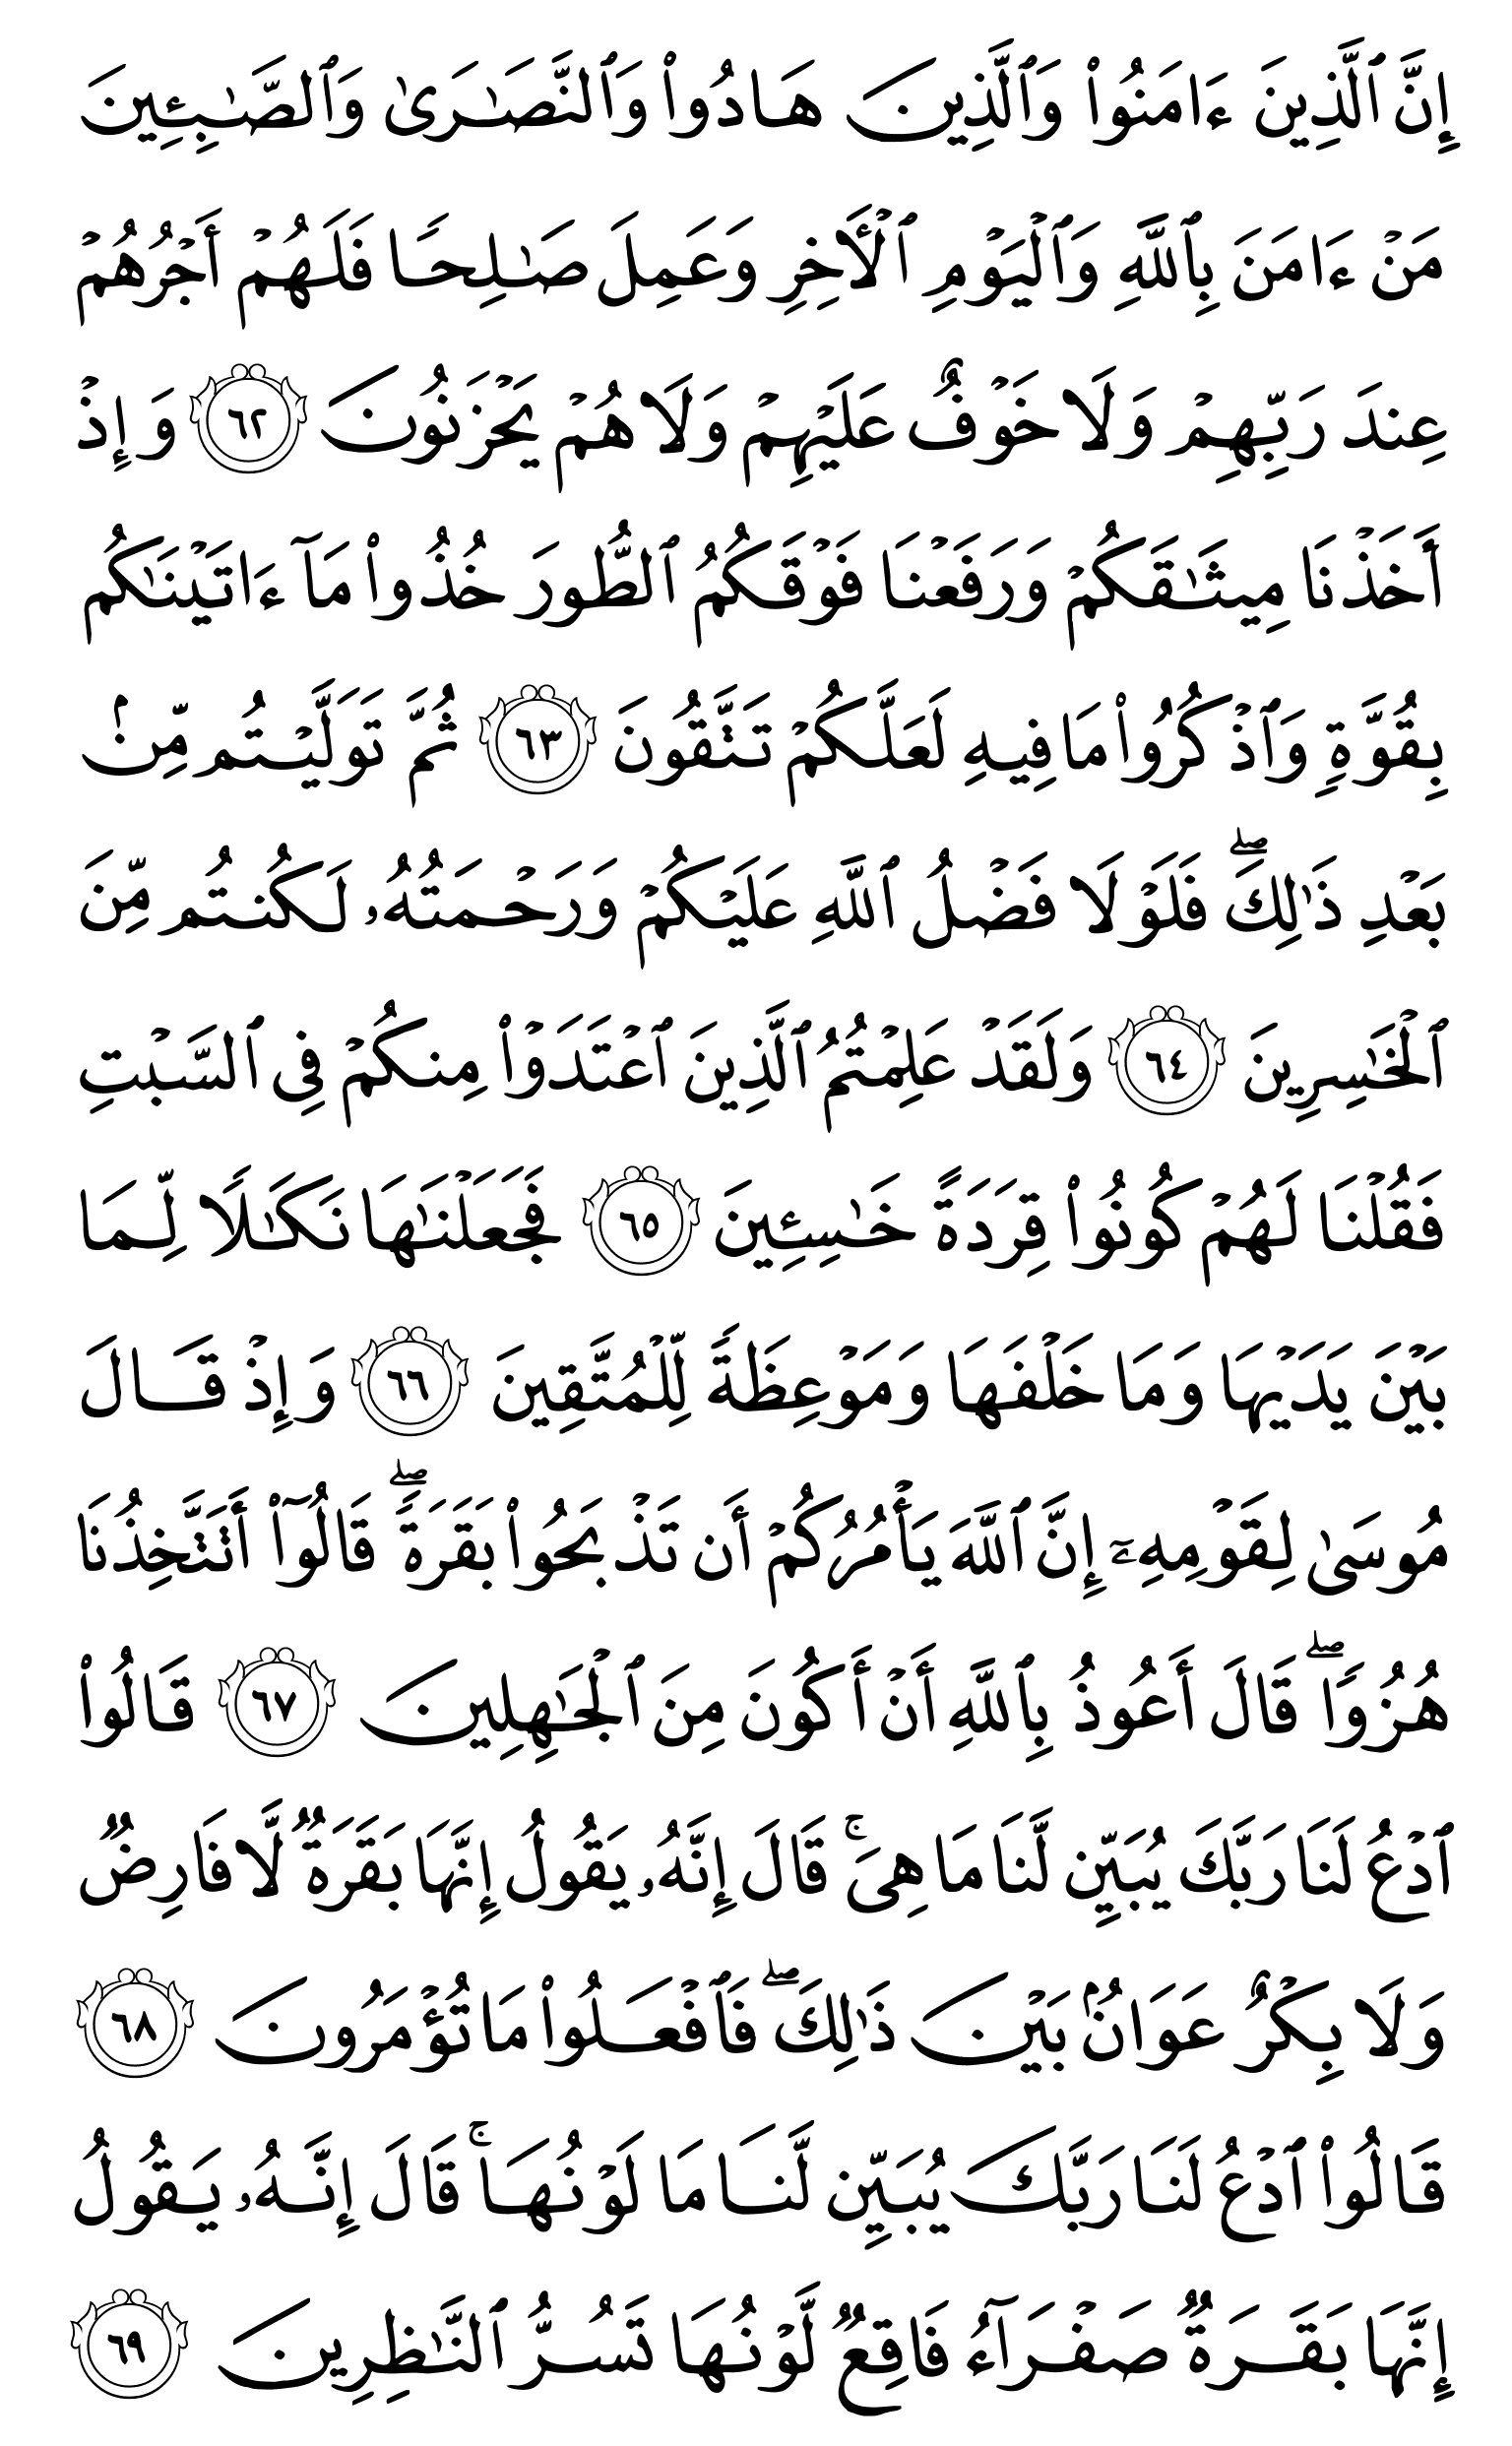 إِنَّ ٱلَّذِينَ ءَامَنُوا۟ وَٱلَّذِينَ هَادُوا۟ وَٱلنَّصَـٰرَىٰ وَٱلصَّـٰبِـِٔينَ
مَنْ ءَامَنَ بِٱللَّهِ وَٱلْيَوْمِ ٱلْـَٔاخِرِ وَعَمِلَ صَـٰلِحًا فَلَهُمْ أَجْرُهُمْ
عِندَ رَبِّهِمْ وَلَا خَوْفٌ عَلَيْهِمْ وَلَا هُمْ يَحْزَنُونَ ٦٢ وَإِذْ
أَخَذْنَا مِيثَـٰقَكُمْ وَرَفَعْنَا فَوْقَكُمُ ٱلطُّورَ خُذُوا۟ مَآ ءَاتَيْنَـٰكُم
بِقُوَّةٍ وَٱذْكُرُوا۟ مَا فِيهِ لَعَلَّكُمْ تَتَّقُونَ ٦٣ ثُمَّ تَوَلَّيْتُم مِّنۢ
بَعْدِ ذَٰلِكَ ۖ فَلَوْلَا فَضْلُ ٱللَّهِ عَلَيْكُمْ وَرَحْمَتُهُۥ لَكُنتُم مِّنَ
ٱلْخَـٰسِرِينَ ٦٤ وَلَقَدْ عَلِمْتُمُ ٱلَّذِينَ ٱعْتَدَوْا۟ مِنكُمْ فِى ٱلسَّبْتِ
فَقُلْنَا لَهُمْ كُونُوا۟ قِرَدَةً خَـٰسِـِٔينَ ٦٥ فَجَعَلْنَـٰهَا نَكَـٰلًا لِّمَا
بَيْنَ يَدَيْهَا وَمَا خَلْفَهَا وَمَوْعِظَةً لِّلْمُتَّقِينَ ٦٦ وَإِذْ قَالَ
مُوسَىٰ لِقَوْمِهِۦٓ إِنَّ ٱللَّهَ يَأْمُرُكُمْ أَن تَذْبَحُوا۟ بَقَرَةً ۖ قَالُوٓا۟ أَتَتَّخِذُنَا
هُزُوًا ۖ قَالَ أَعُوذُ بِٱللَّهِ أَنْ أَكُونَ مِنَ ٱلْجَـٰهِلِينَ ٦٧ قَالُوا۟
ٱدْعُ لَنَا رَبَّكَ يُبَيِّن لَّنَا مَا هِىَ ۚ قَالَ إِنَّهُۥ يَقُولُ إِنَّهَا بَقَرَةٌ لَّا فَارِضٌ
وَلَا بِكْرٌ عَوَانٌۢ بَيْنَ ذَٰلِكَ ۖ فَٱفْعَلُوا۟ مَا تُؤْمَرُونَ ٦٨
قَالُوا۟ ٱدْعُ لَنَا رَبَّكَ يُبَيِّن لَّنَا مَا لَوْنُهَا ۚ قَالَ إِنَّهُۥ يَقُولُ
إِنَّهَا بَقَرَةٌ صَفْرَآءُ فَاقِعٌ لَّوْنُهَا تَسُرُّ ٱلنَّـٰظِرِينَ ٦٩